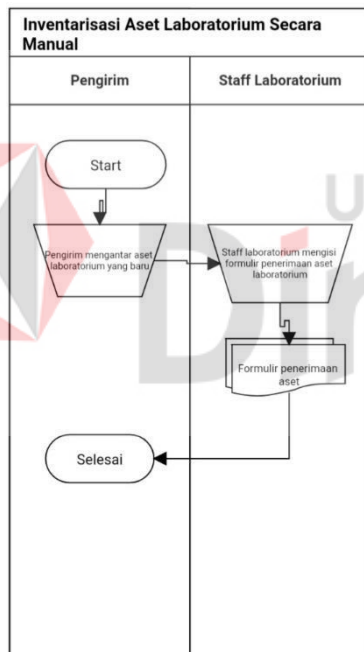 Inventarisasi Aset Laboratorium Secara
Manual
Pengirim
Staff Laboratorium
Start
Pengirim mengantar aset
laboratorium yang baru
Staff laboratorium mengisi
formulir penerimaan aset
laboratorium
Formulir penerimaan
aset
Selesai
U
Di